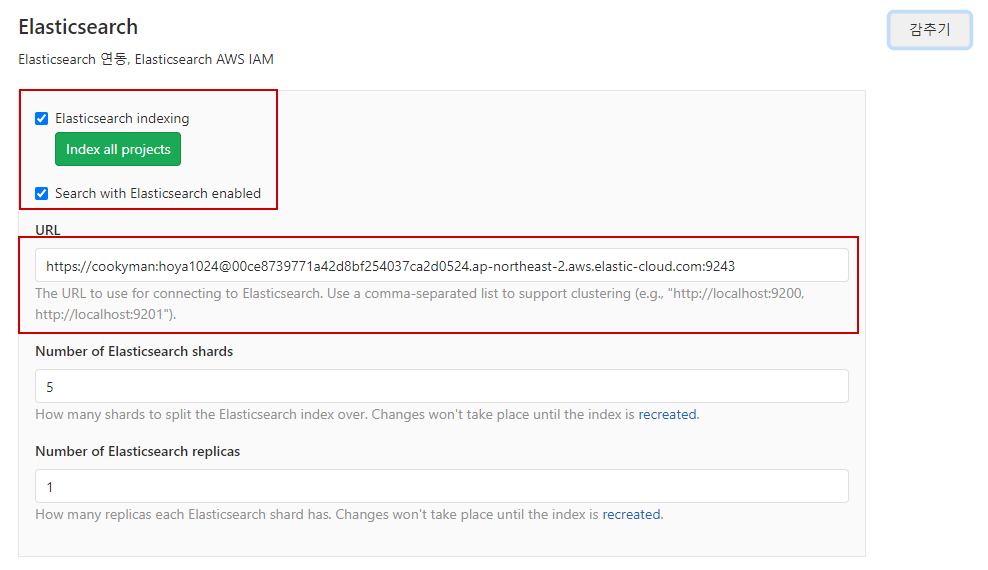 Elasticsearch
감추기
Elasticsearch 연동, Elasticsearch AWS IAM
Elasticsearch indexing
Index all projects
Search with Elasticsearch enabled
URL
https://cookyman:hoya1024@00ce8739771a42d8bf254037ca2d0524.ap-northeast-2.aws.elastic-cloud.com:9243
The URL to use for connecting to Elasticsearch. Use a comma-separated list to support clustering (e.g., "http://localhost:9200,
http://localhost:9201").
Number of Elasticsearch shards
5
How many shards to split the Elasticsearch index over. Changes won't take place until the index is recreated.
Number of Elasticsearch replicas
1
How many replicas each Elasticsearch shard has. Changes won't take place until the index is recreated.